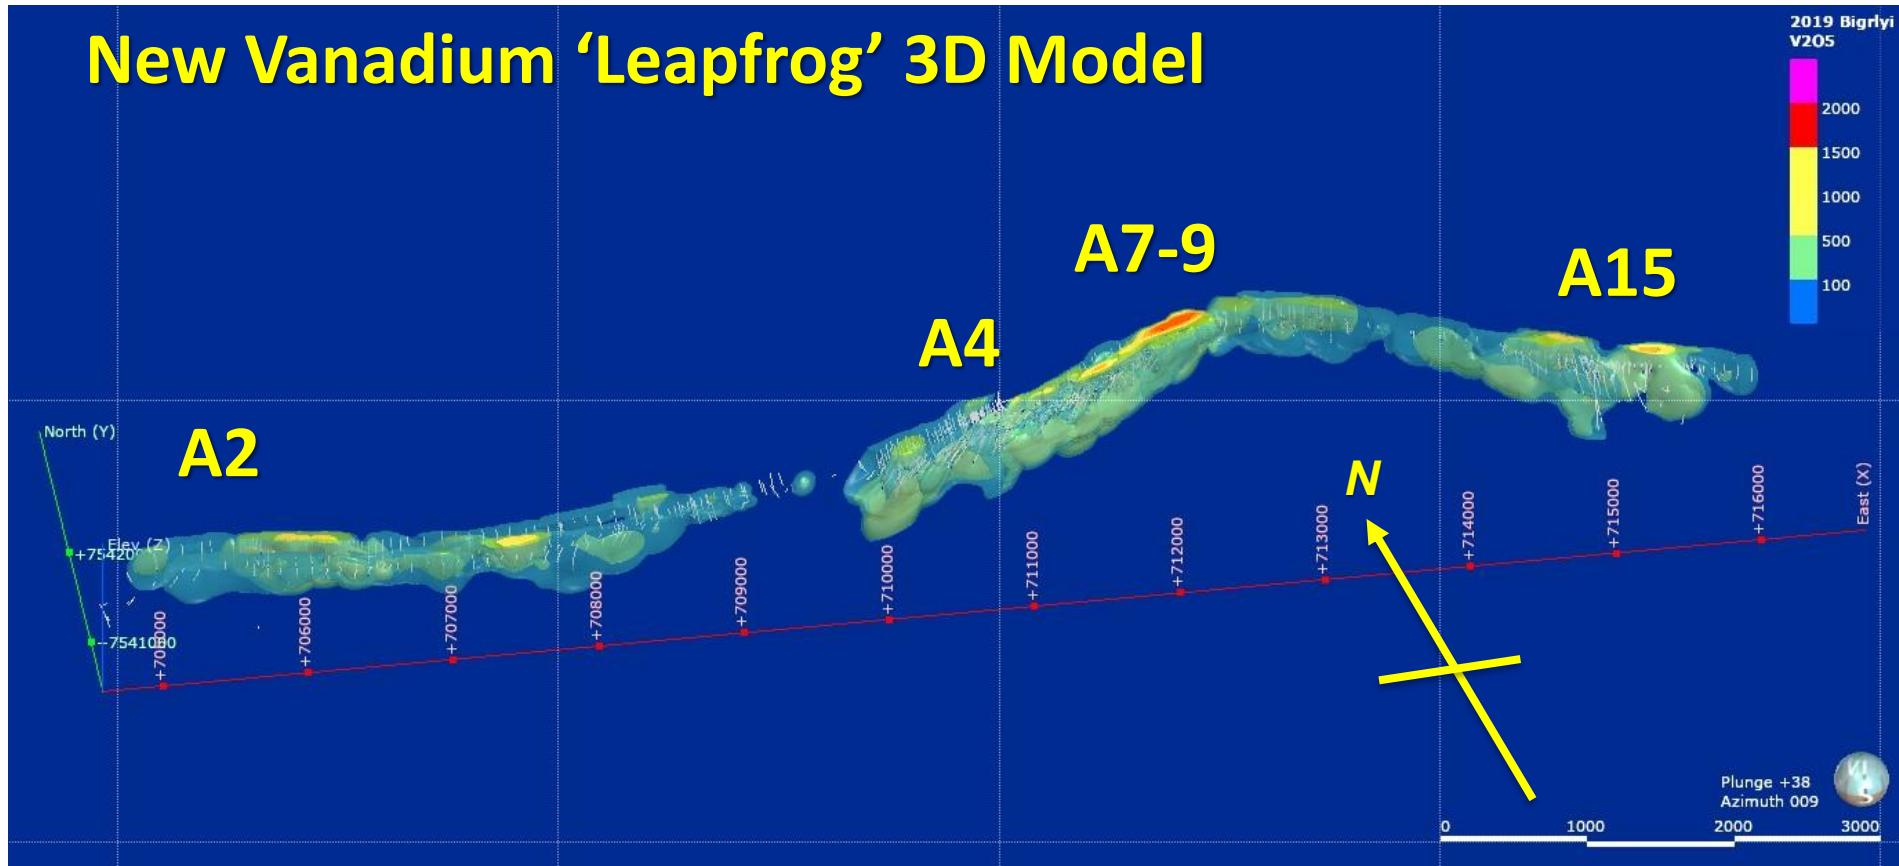 New Vanadium ‘Leapfrog’ 3D Model
2019 Bigrlyi
V2O5
2000
1500
1000
500
100
A7-9
A15
A4
A2
North (Y)
Elev (Z)
N
East (X)
+7541000
+706000
+707000
+708000
+709000
+710000
+711000
+712000
+713000
+714000
+715000
+716000
Plunge +38
Azimuth 009
0
1000
2000
3000